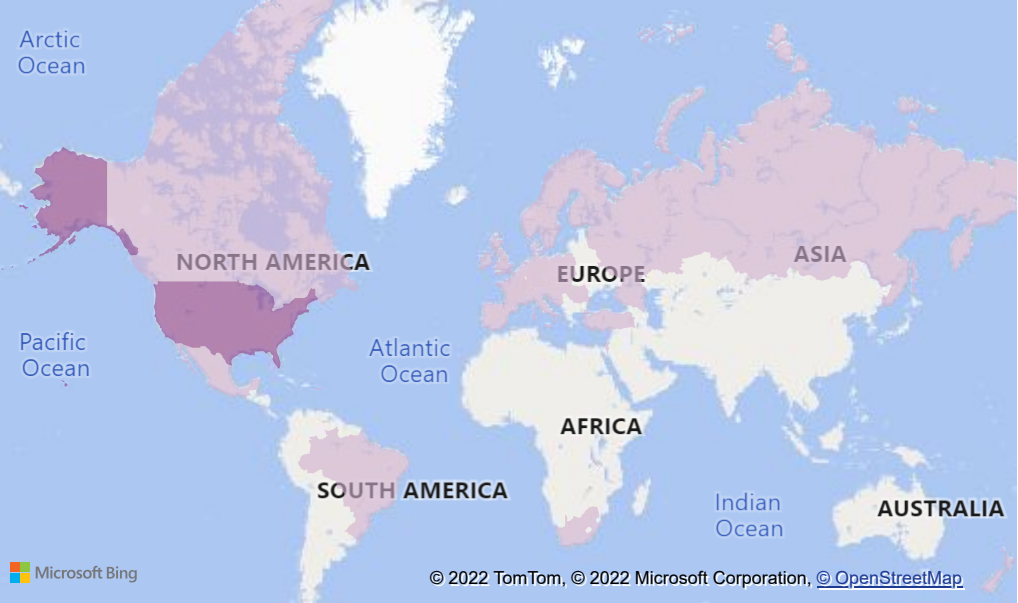 Arctic
Ocean
NORTH AMERICA
EUROPE
ASIA
Pacific
Ocean
Atlantic
Ocean
AFRICA
SOUTH AMERICA
Indian
Ocean
AUSTRALIA
Microsoft Bing
© 2022 TomTom, © 2022 Microsoft Corporation, © OpenStreetMap